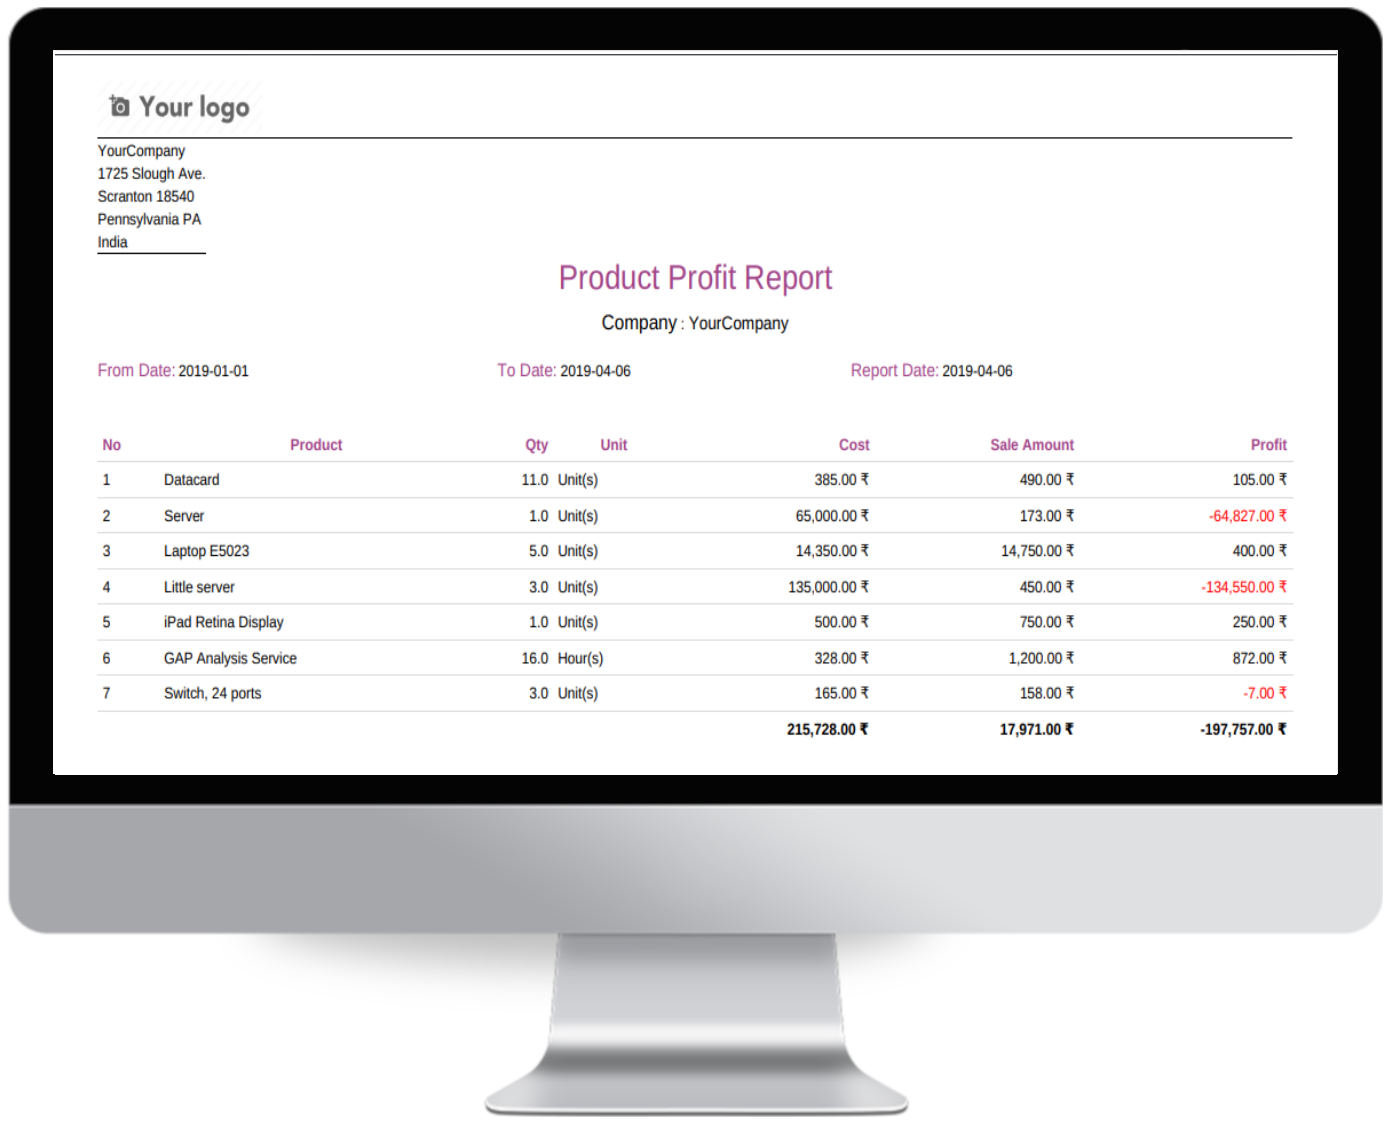 Your logo
YourCompany
1725 Slough Ave.
Scranton 18540
Pennsylvania PA
India
Product Profit Report
Company : YourCompany
From Date: 2019-01-01 To Date: 2019-04-06 Report Date: 2019-04-06
No Product Qty Unit Cost Sale Amount Profit
1 Datacard 11.0 Unit(s) 385.00 ₹ 490.00 ₹ 105.00 ₹
2 Server 1.0 Unit(s) 65,000.00 ₹ 173.00 ₹ -64,827.00 ₹
3 Laptop E5023 5.0 Unit(s) 14,350.00 ₹ 14,750.00 ₹ 400.00 ₹
4 Little server 3.0 Unit(s) 135,000.00 ₹ 450.00 ₹ -134,550.00 ₹
5 iPad Retina Display 1.0 Unit(s) 500.00 ₹ 750.00 ₹ 250.00 ₹
6 GAP Analysis Service 16.0 Hour(s) 328.00 ₹ 1,200.00 ₹ 872.00 ₹
7 Switch, 24 ports 3.0 Unit(s) 165.00 ₹ 158.00 ₹ -7.00 ₹
215,728.00 ₹ 17,971.00 ₹ -197,757.00 ₹